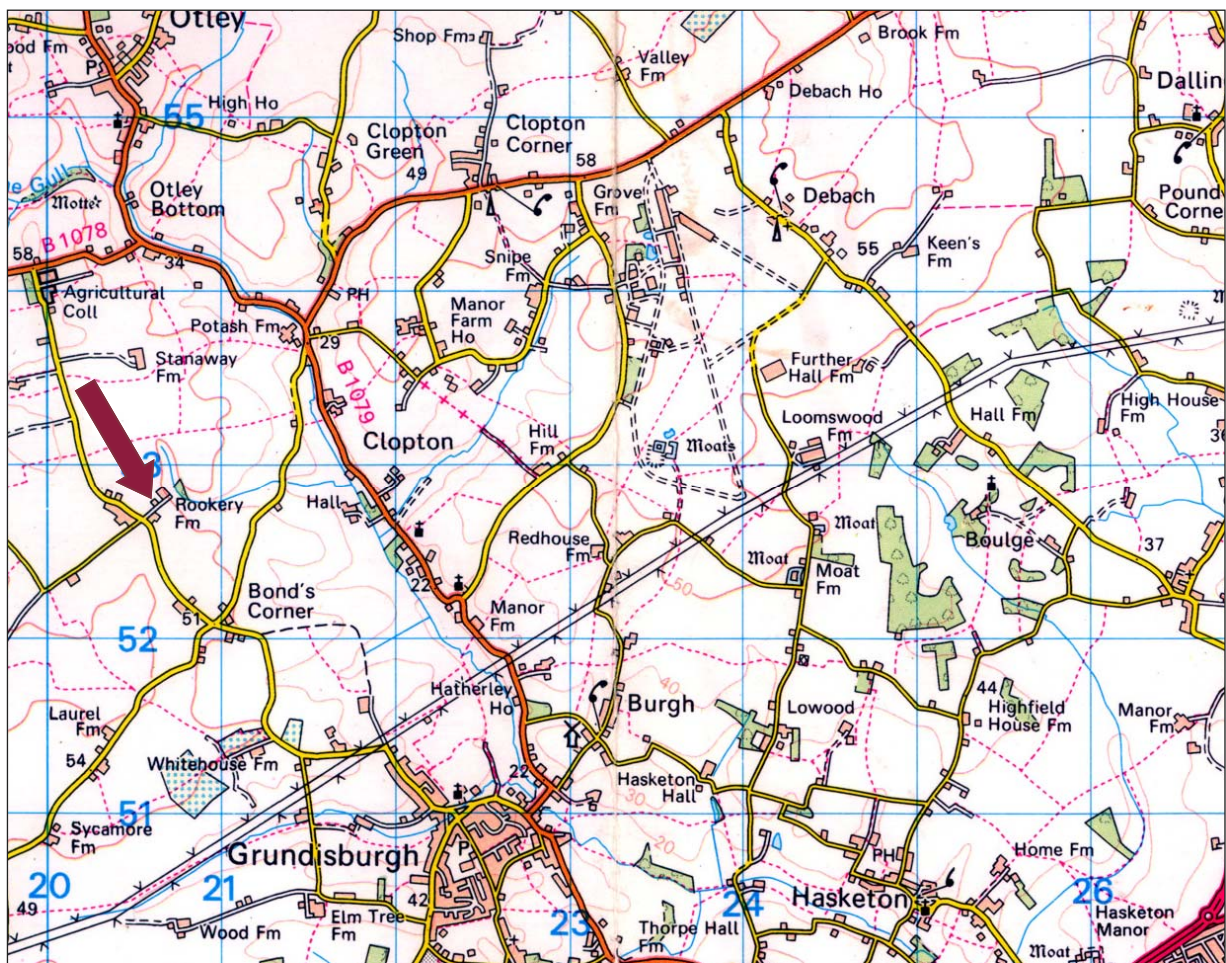 Otley
Shop Fm
Brook Fm
Valley
Fm
Debach Ho
Dallin
P
High Ho
55
Clopton
Green
Clopton
Corner
58
49
Otley
Bottom
Motte
B 1078
58
34
Grove
Fm
Debach
Pound
Corne
55
Keen's
Fm
Snipe
Fm
Agricultural
Coll
PH
Potash Fm
29
Manor
Farm
Ho
Stanaway
Fm
B 1079
Further
Hall Fm
High House
Fm
Loomswood
Fm
Hall Fm
Clopton
Hill
Fm
Moats
Rookery
Fm
Hall
Redhouse
Fm
Moat
Boulge
37
Moat
Moat
Fm
50
22
Bond's
Corner
51
Manor
Fm
52
Hatherley
Ho
40
Burgh
Lowood
44
Highfield
House Fm
Manor
Fm
Laurel
Fm
54
Whitehouse Fm
22
Hasketon
Hall
30
51
Sycamore
Fm
20
Grundisburgh
P
PH
Home Fm
20
21
49
42
Elm Tree
Fm
Wood Fm
23
24
Hasketon
26
Thorpe Hall
Fm
Hasketon
Manor
Moat